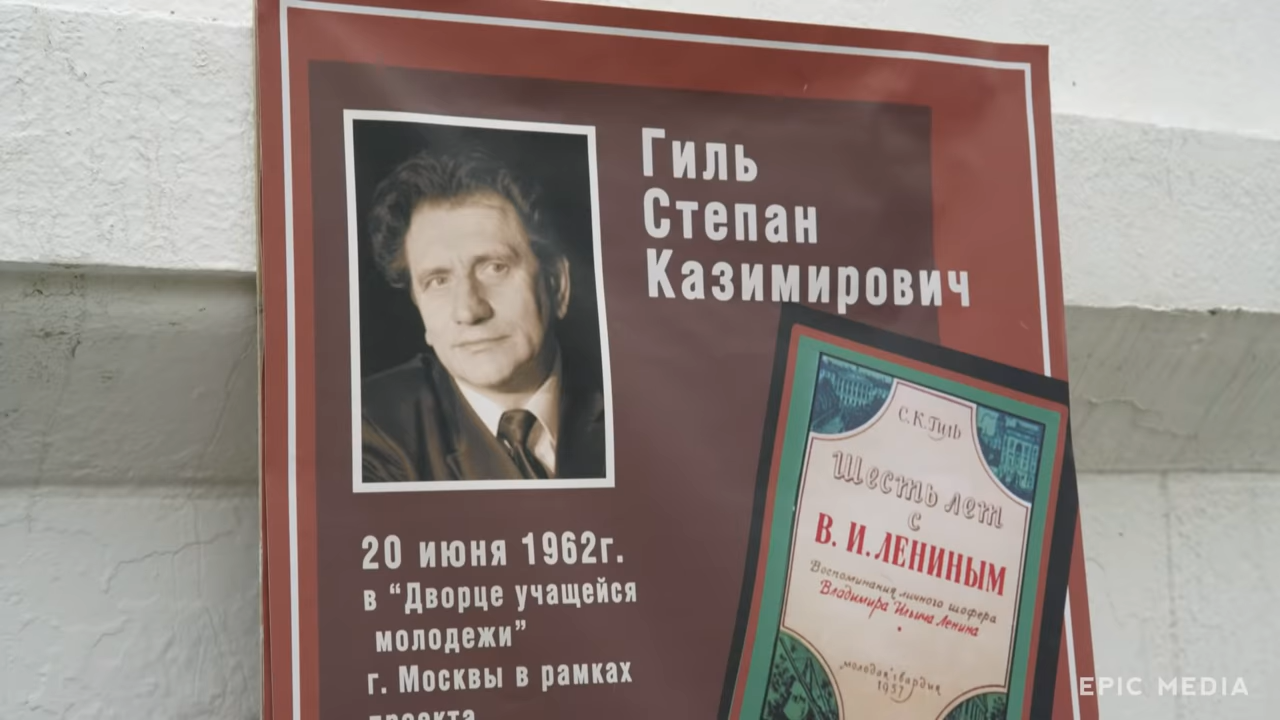 Гиль
Степан
Казимирович
20 июня 1962г.
в “Дворце учащейся
молодежи”
г. Москвы в рамках
проекта
С.К.Гиль
Шесть лет
с
В. И. ЛЕНИНЫМ
Воспоминания личного шофера
Владимира Ильича Ленина
„молодая гвардия”
1957
EPIC MEDIA